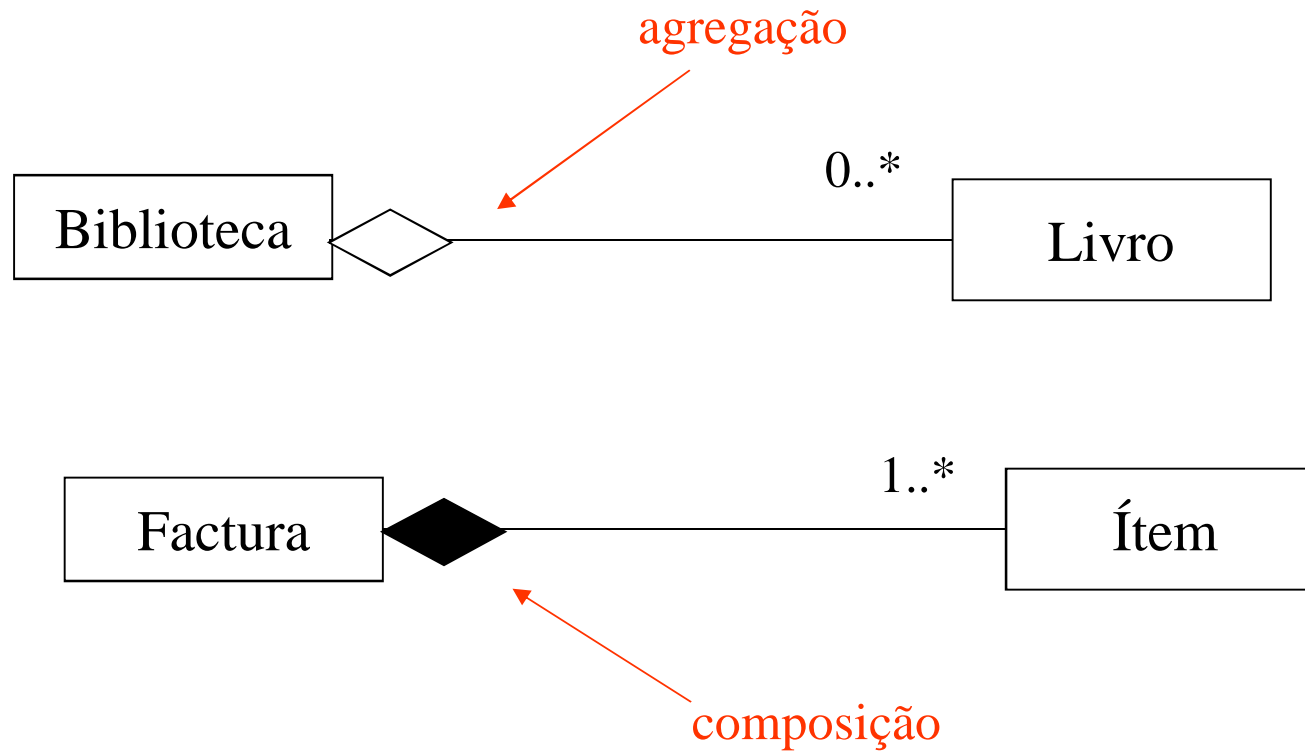 agregação
0..*
Biblioteca
Livro
1..*
Factura
Ítem
composição